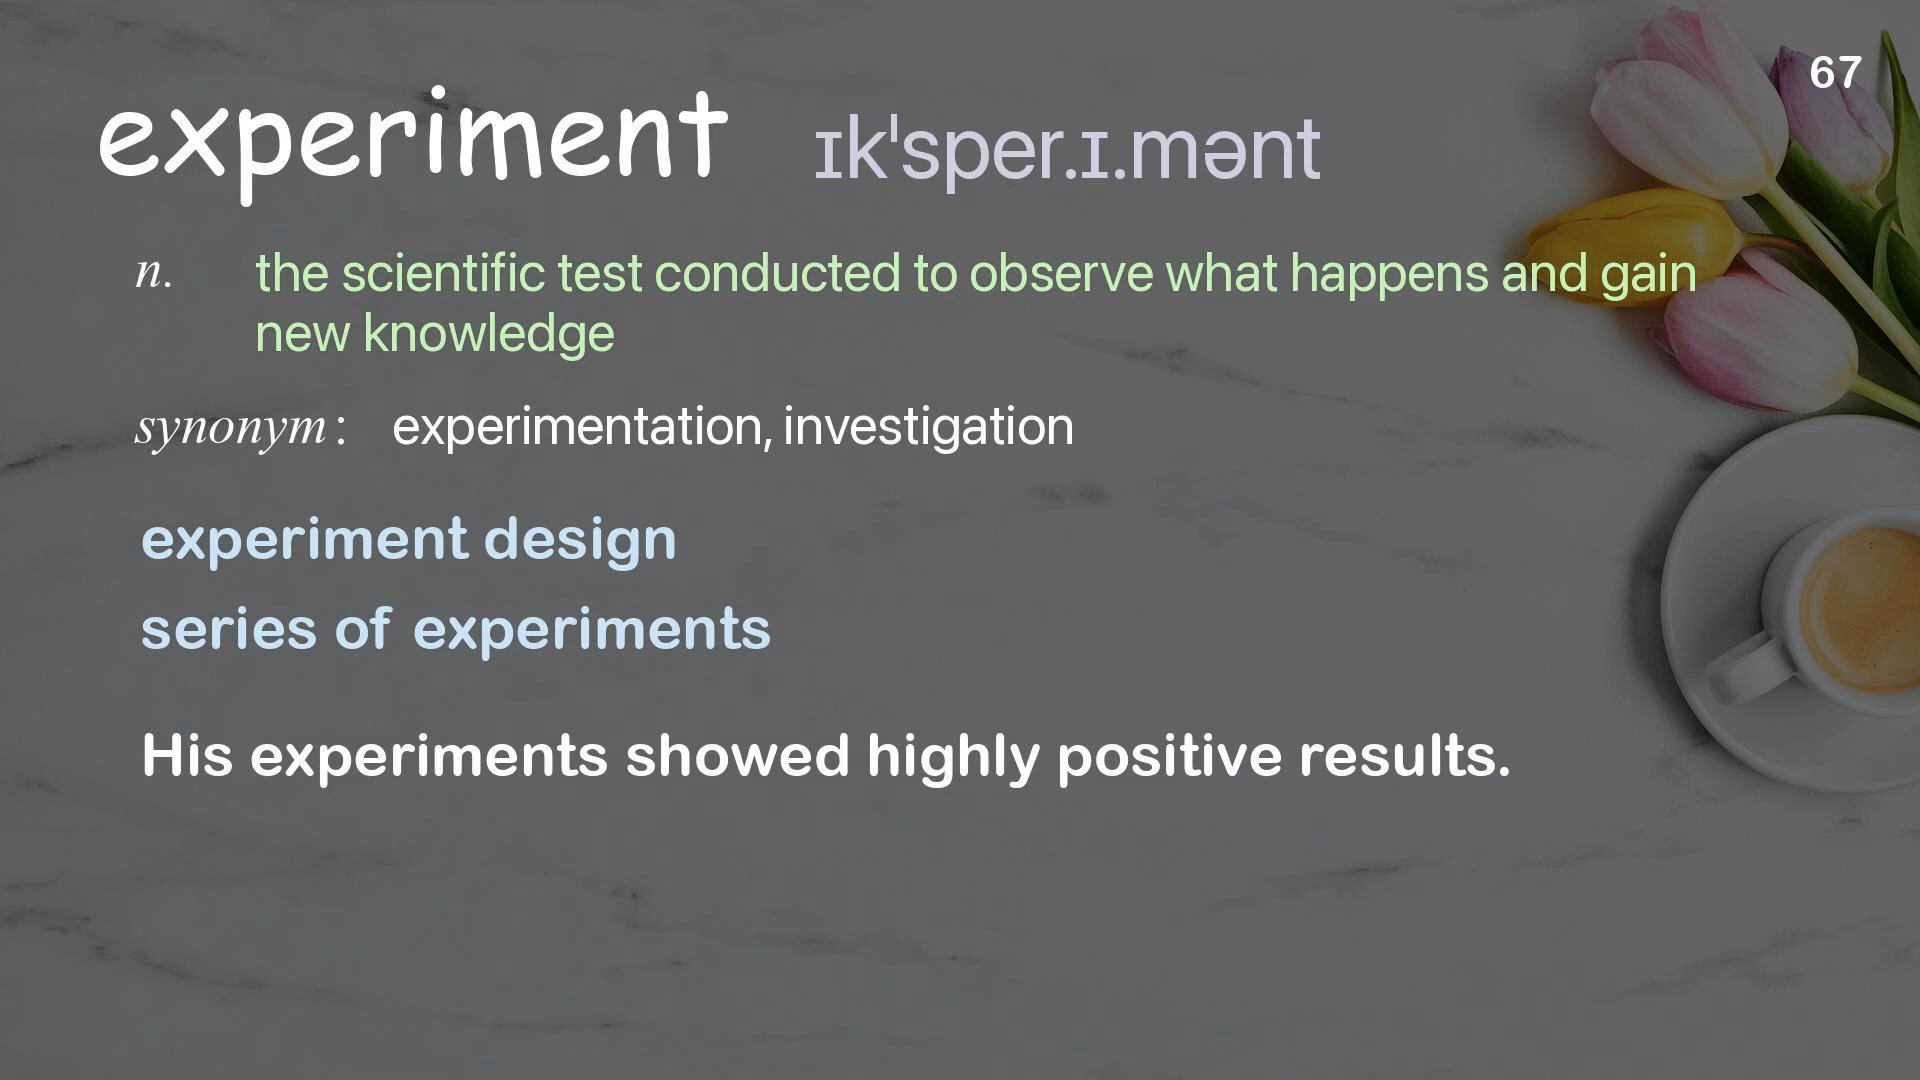 67
experiment ɪkˈsper.ɪ.mənt
n. the scientific test conducted to observe what happens and gain
new knowledge
synonym : experimentation, investigation
experiment design
series of experiments
His experiments showed highly positive results.